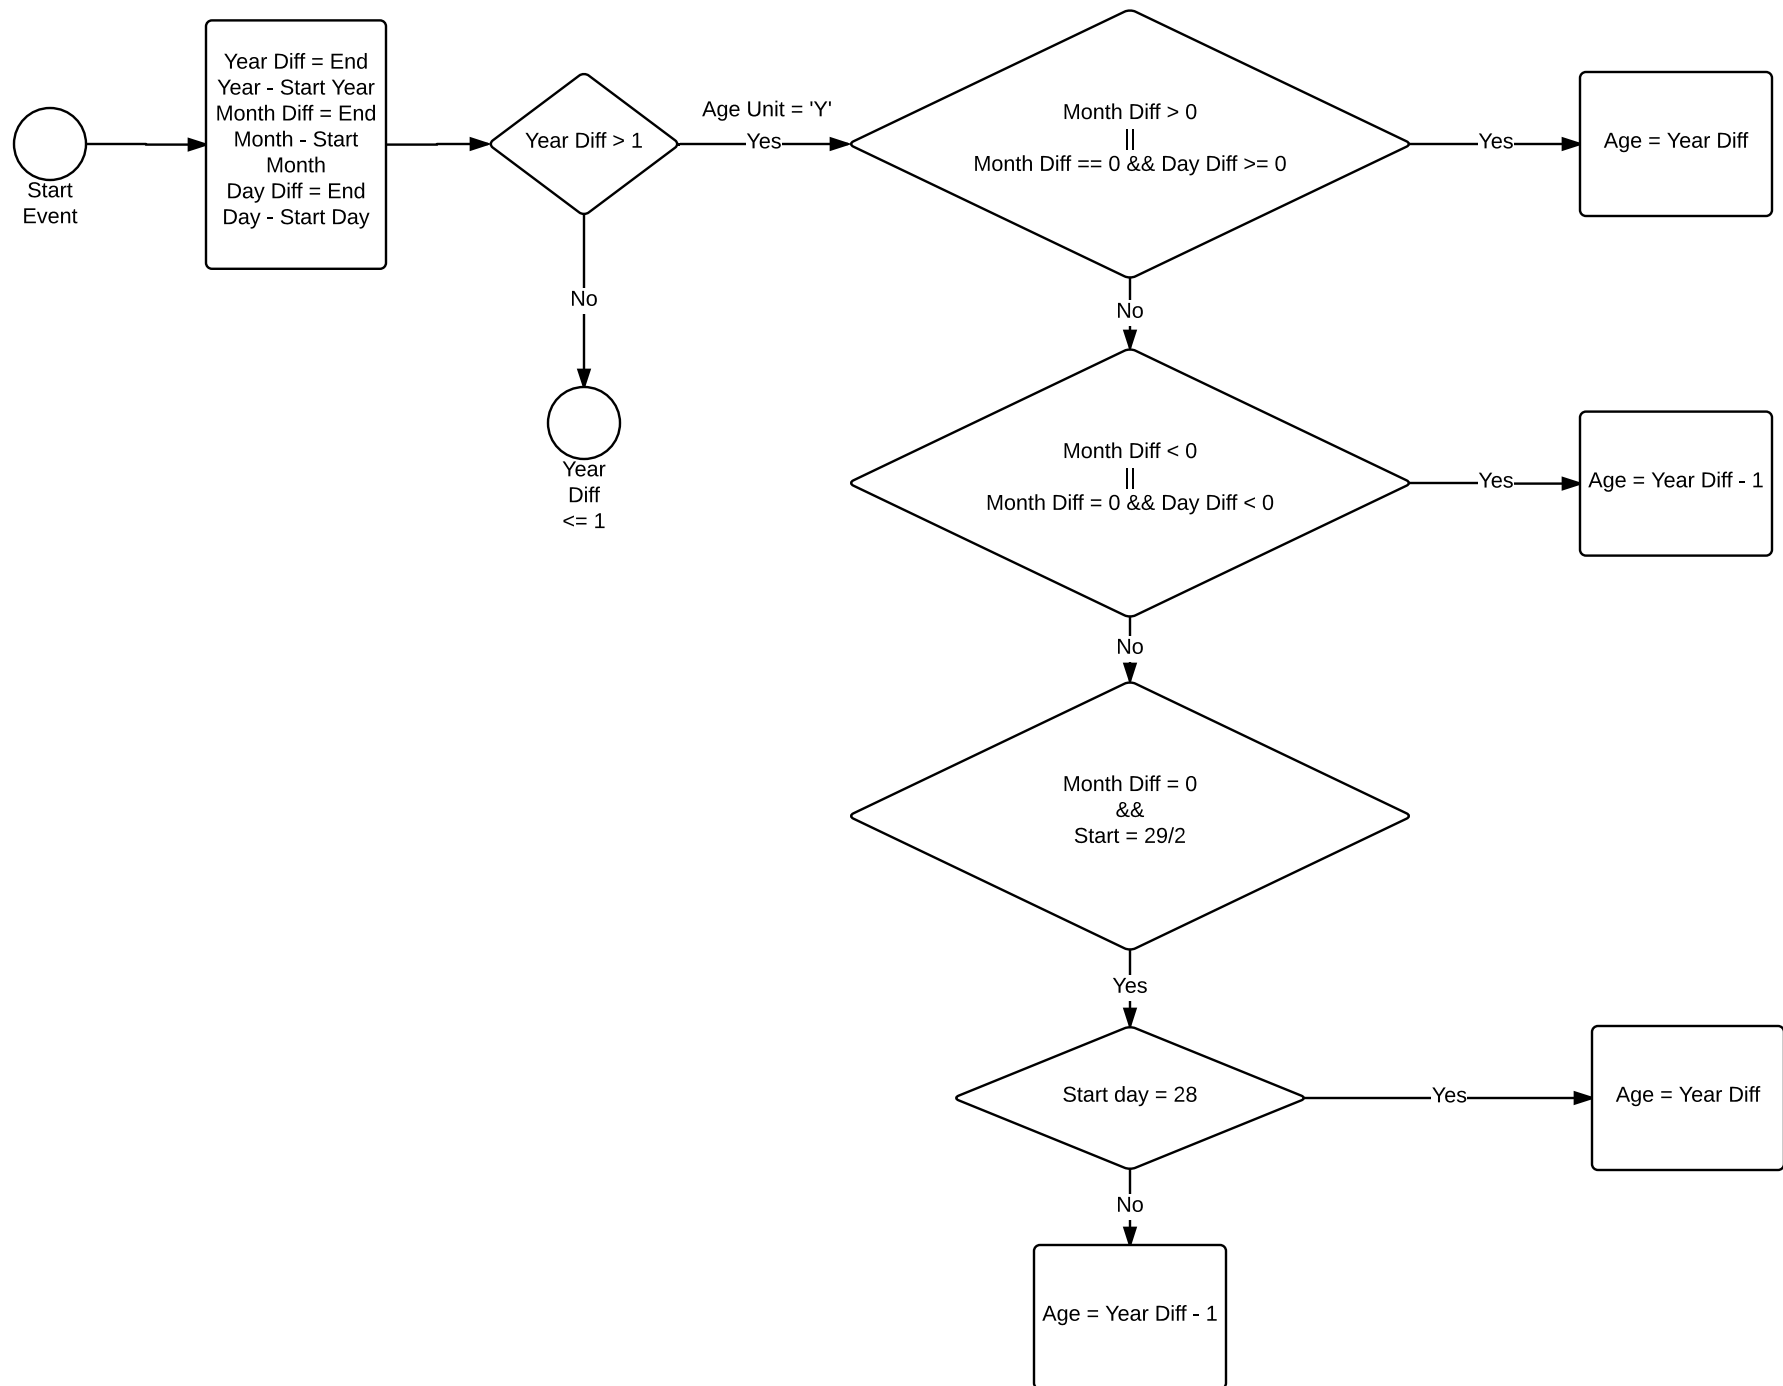 Start
Event
Year Diff = End
Year - Start Year
Month Diff = End
Month - Start
Month
Day Diff = End
Day - Start Day
Year Diff > 1
Age Unit = 'Y'
Yes
No
Year
Diff
<= 1
Month Diff > 0
||
Month Diff == 0 && Day Diff >= 0
Yes
Age = Year Diff
No
Month Diff < 0
||
Month Diff = 0 && Day Diff < 0
Yes
Age = Year Diff - 1
No
Month Diff = 0
&&
Start = 29/2
Yes
Start day = 28
Yes
Age = Year Diff
No
Age = Year Diff - 1